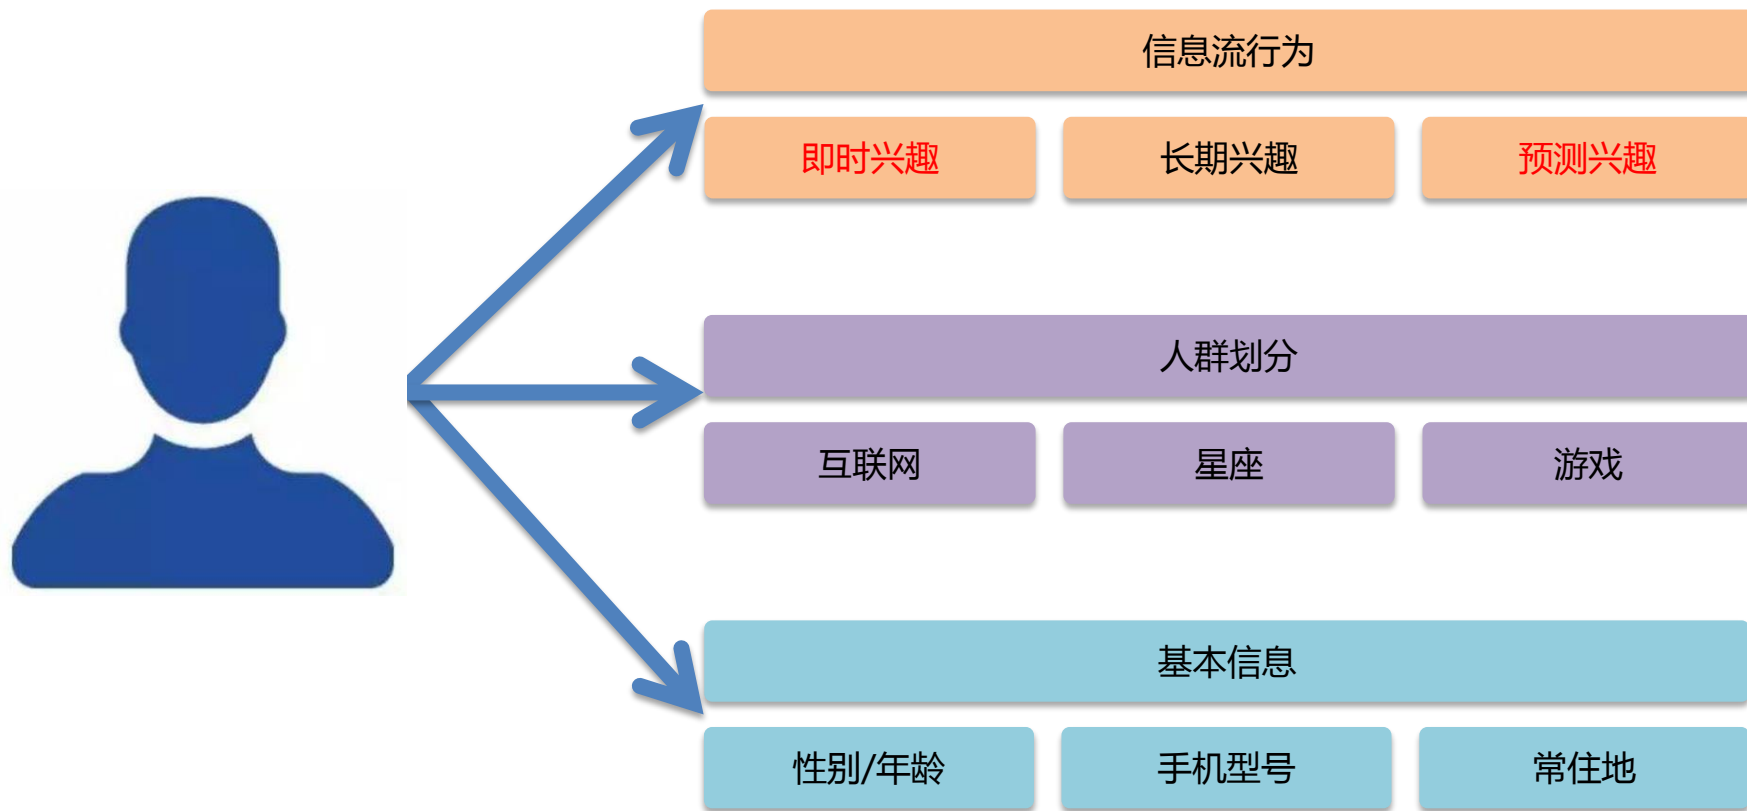 信息流行为
即时兴趣 长期兴趣 预测兴趣
人群划分
互联网 星座 游戏
基本信息
性别/年龄 手机型号 常住地